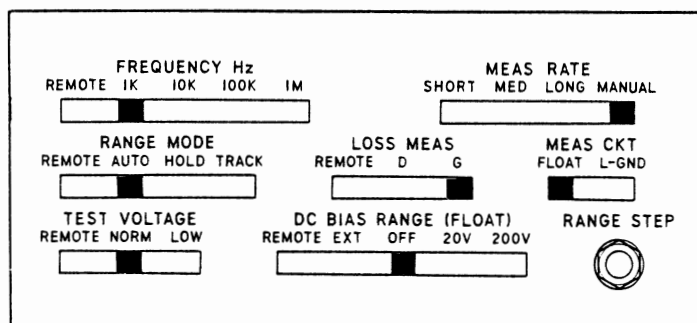 FREQUENCY Hz
REMOTE 1K 10K 100K 1M
MEAS RATE
SHORT MED LONG MANUAL
RANGE MODE
REMOTE AUTO HOLD TRACK
LOSS MEAS
REMOTE D G
MEAS CKT
FLOAT L-GND
TEST VOLTAGE
REMOTE NORM LOW
DC BIAS RANGE (FLOAT)
REMOTE EXT OFF 20V 200V
RANGE STEP